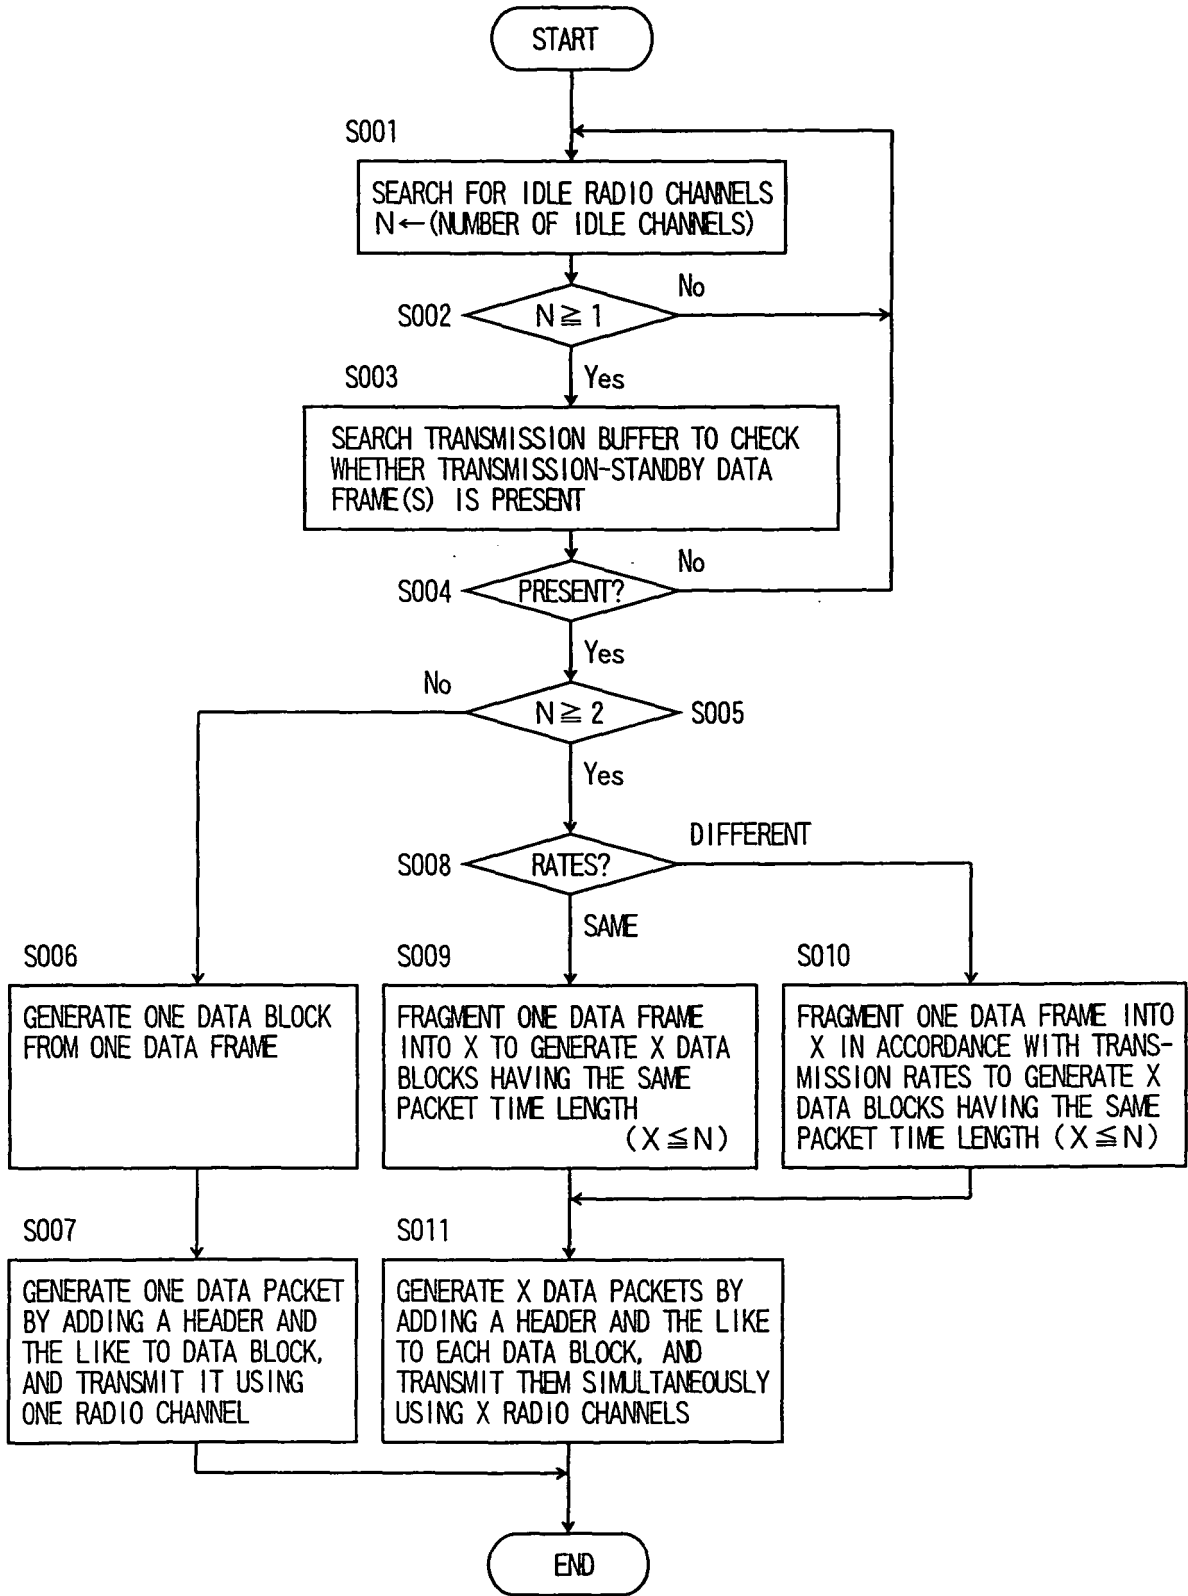 START
S001
SEARCH FOR IDLE RADIO CHANNELS
N←(NUMBER OF IDLE CHANNELS)
No
S002
N≧1
Yes
S003
SEARCH TRANSMISSION BUFFER TO CHECK
WHETHER TRANSMISSION-STANDBY DATA
FRAME(S) IS PRESENT
No
S004
PRESENT?
Yes
No
N≧2
S005
Yes
DIFFERENT
S008
RATES?
SAME
S006
GENERATE ONE DATA BLOCK
FROM ONE DATA FRAME
S009
FRAGMENT ONE DATA FRAME
INTO X TO GENERATE X DATA
BLOCKS HAVING THE SAME
PACKET TIME LENGTH
(X≦N)
S010
FRAGMENT ONE DATA FRAME INTO
X IN ACCORDANCE WITH TRANS-
MISSION RATES TO GENERATE X
DATA BLOCKS HAVING THE SAME
PACKET TIME LENGTH (X≦N)
S007
GENERATE ONE DATA PACKET
BY ADDING A HEADER AND
THE LIKE TO DATA BLOCK,
AND TRANSMIT IT USING
ONE RADIO CHANNEL
S011
GENERATE X DATA PACKETS BY
ADDING A HEADER AND THE LIKE
TO EACH DATA BLOCK, AND
TRANSMIT THEM SIMULTANEOUSLY
USING X RADIO CHANNELS
END